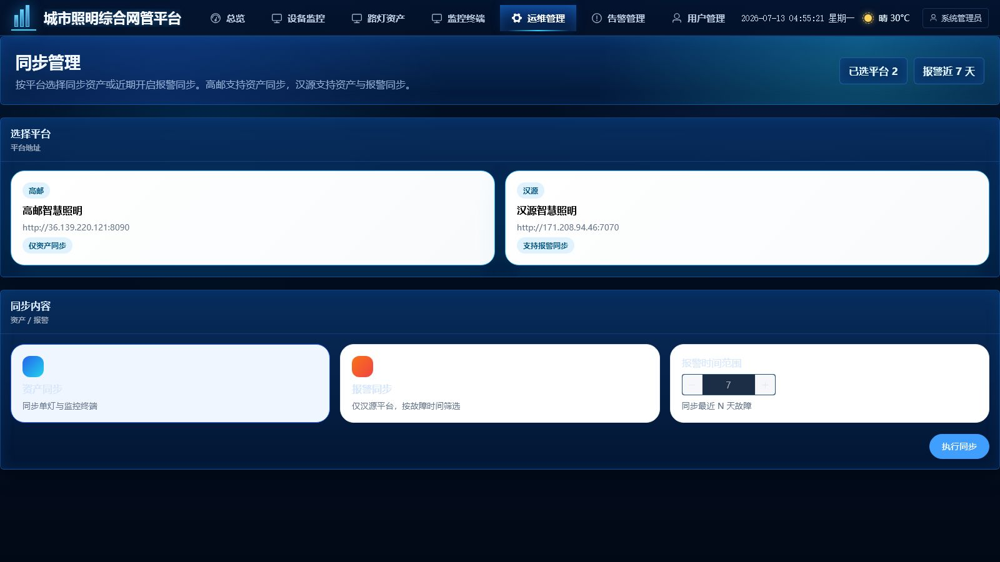 城市照明综合网管平台
总览
设备监控
路灯资产
监控终端
运维管理
告警管理
用户管理
2026-07-13 04:55:21 星期一
晴 30°C
系统管理员
同步管理
按平台选择同步资产或近期开启报警同步。高邮支持资产同步，汉源支持资产与报警同步。
已选平台 2
报警近 7 天
选择平台
平台地址
高邮
高邮智慧照明
http://36.139.220.121:8090
仅资产同步
汉源
汉源智慧照明
http://171.208.94.46:7070
支持报警同步
同步内容
资产 / 报警
资产同步
同步单灯与监控终端
报警同步
仅汉源平台，按故障时间筛选
报警时间范围
7
同步最近 N 天故障
执行同步